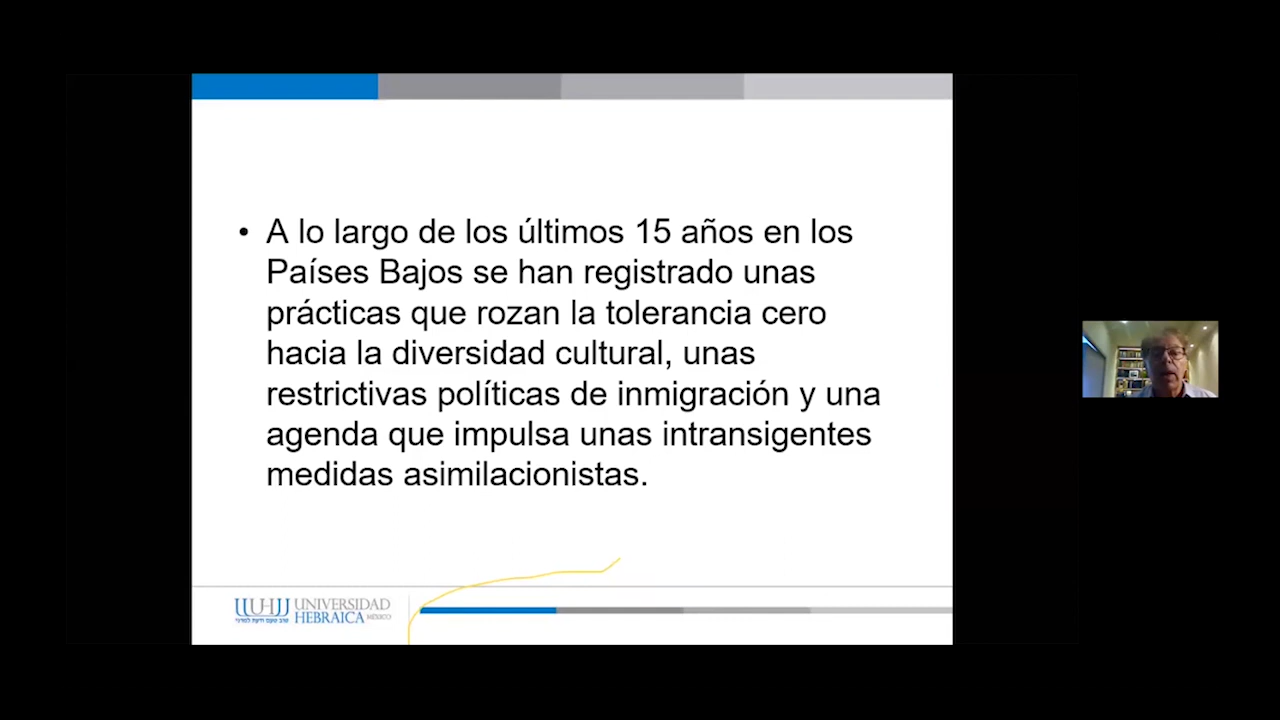 • A lo largo de los últimos 15 años en los
Países Bajos se han registrado unas
prácticas que rozan la tolerancia cero
hacia la diversidad cultural, unas
restrictivas políticas de inmigración y una
agenda que impulsa unas intransigentes
medidas asimilacionistas.
UHJ UNIVERSIDAD
HEBRAICA MÉXICO